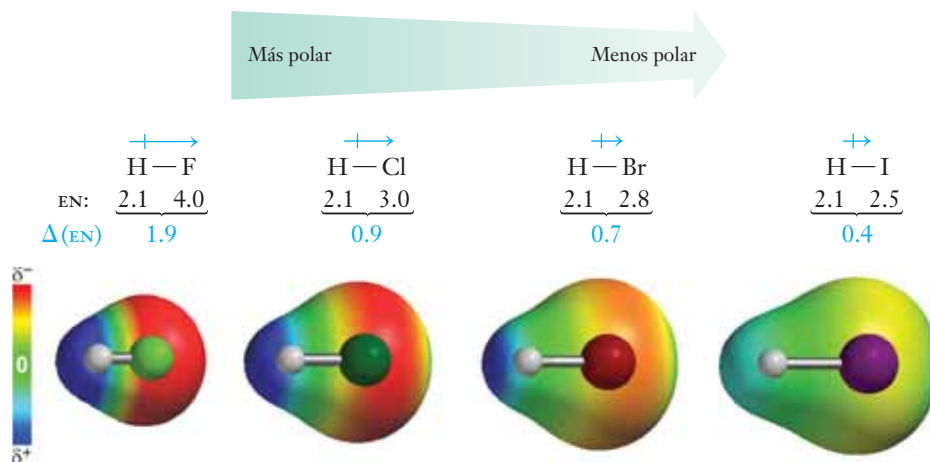 Más polar Menos polar
H — F H — Cl H — Br H — I
EN: 2.1 4.0 2.1 3.0 2.1 2.8 2.1 2.5
Δ(EN) 1.9 0.9 0.7 0.4
δ−
0
δ+